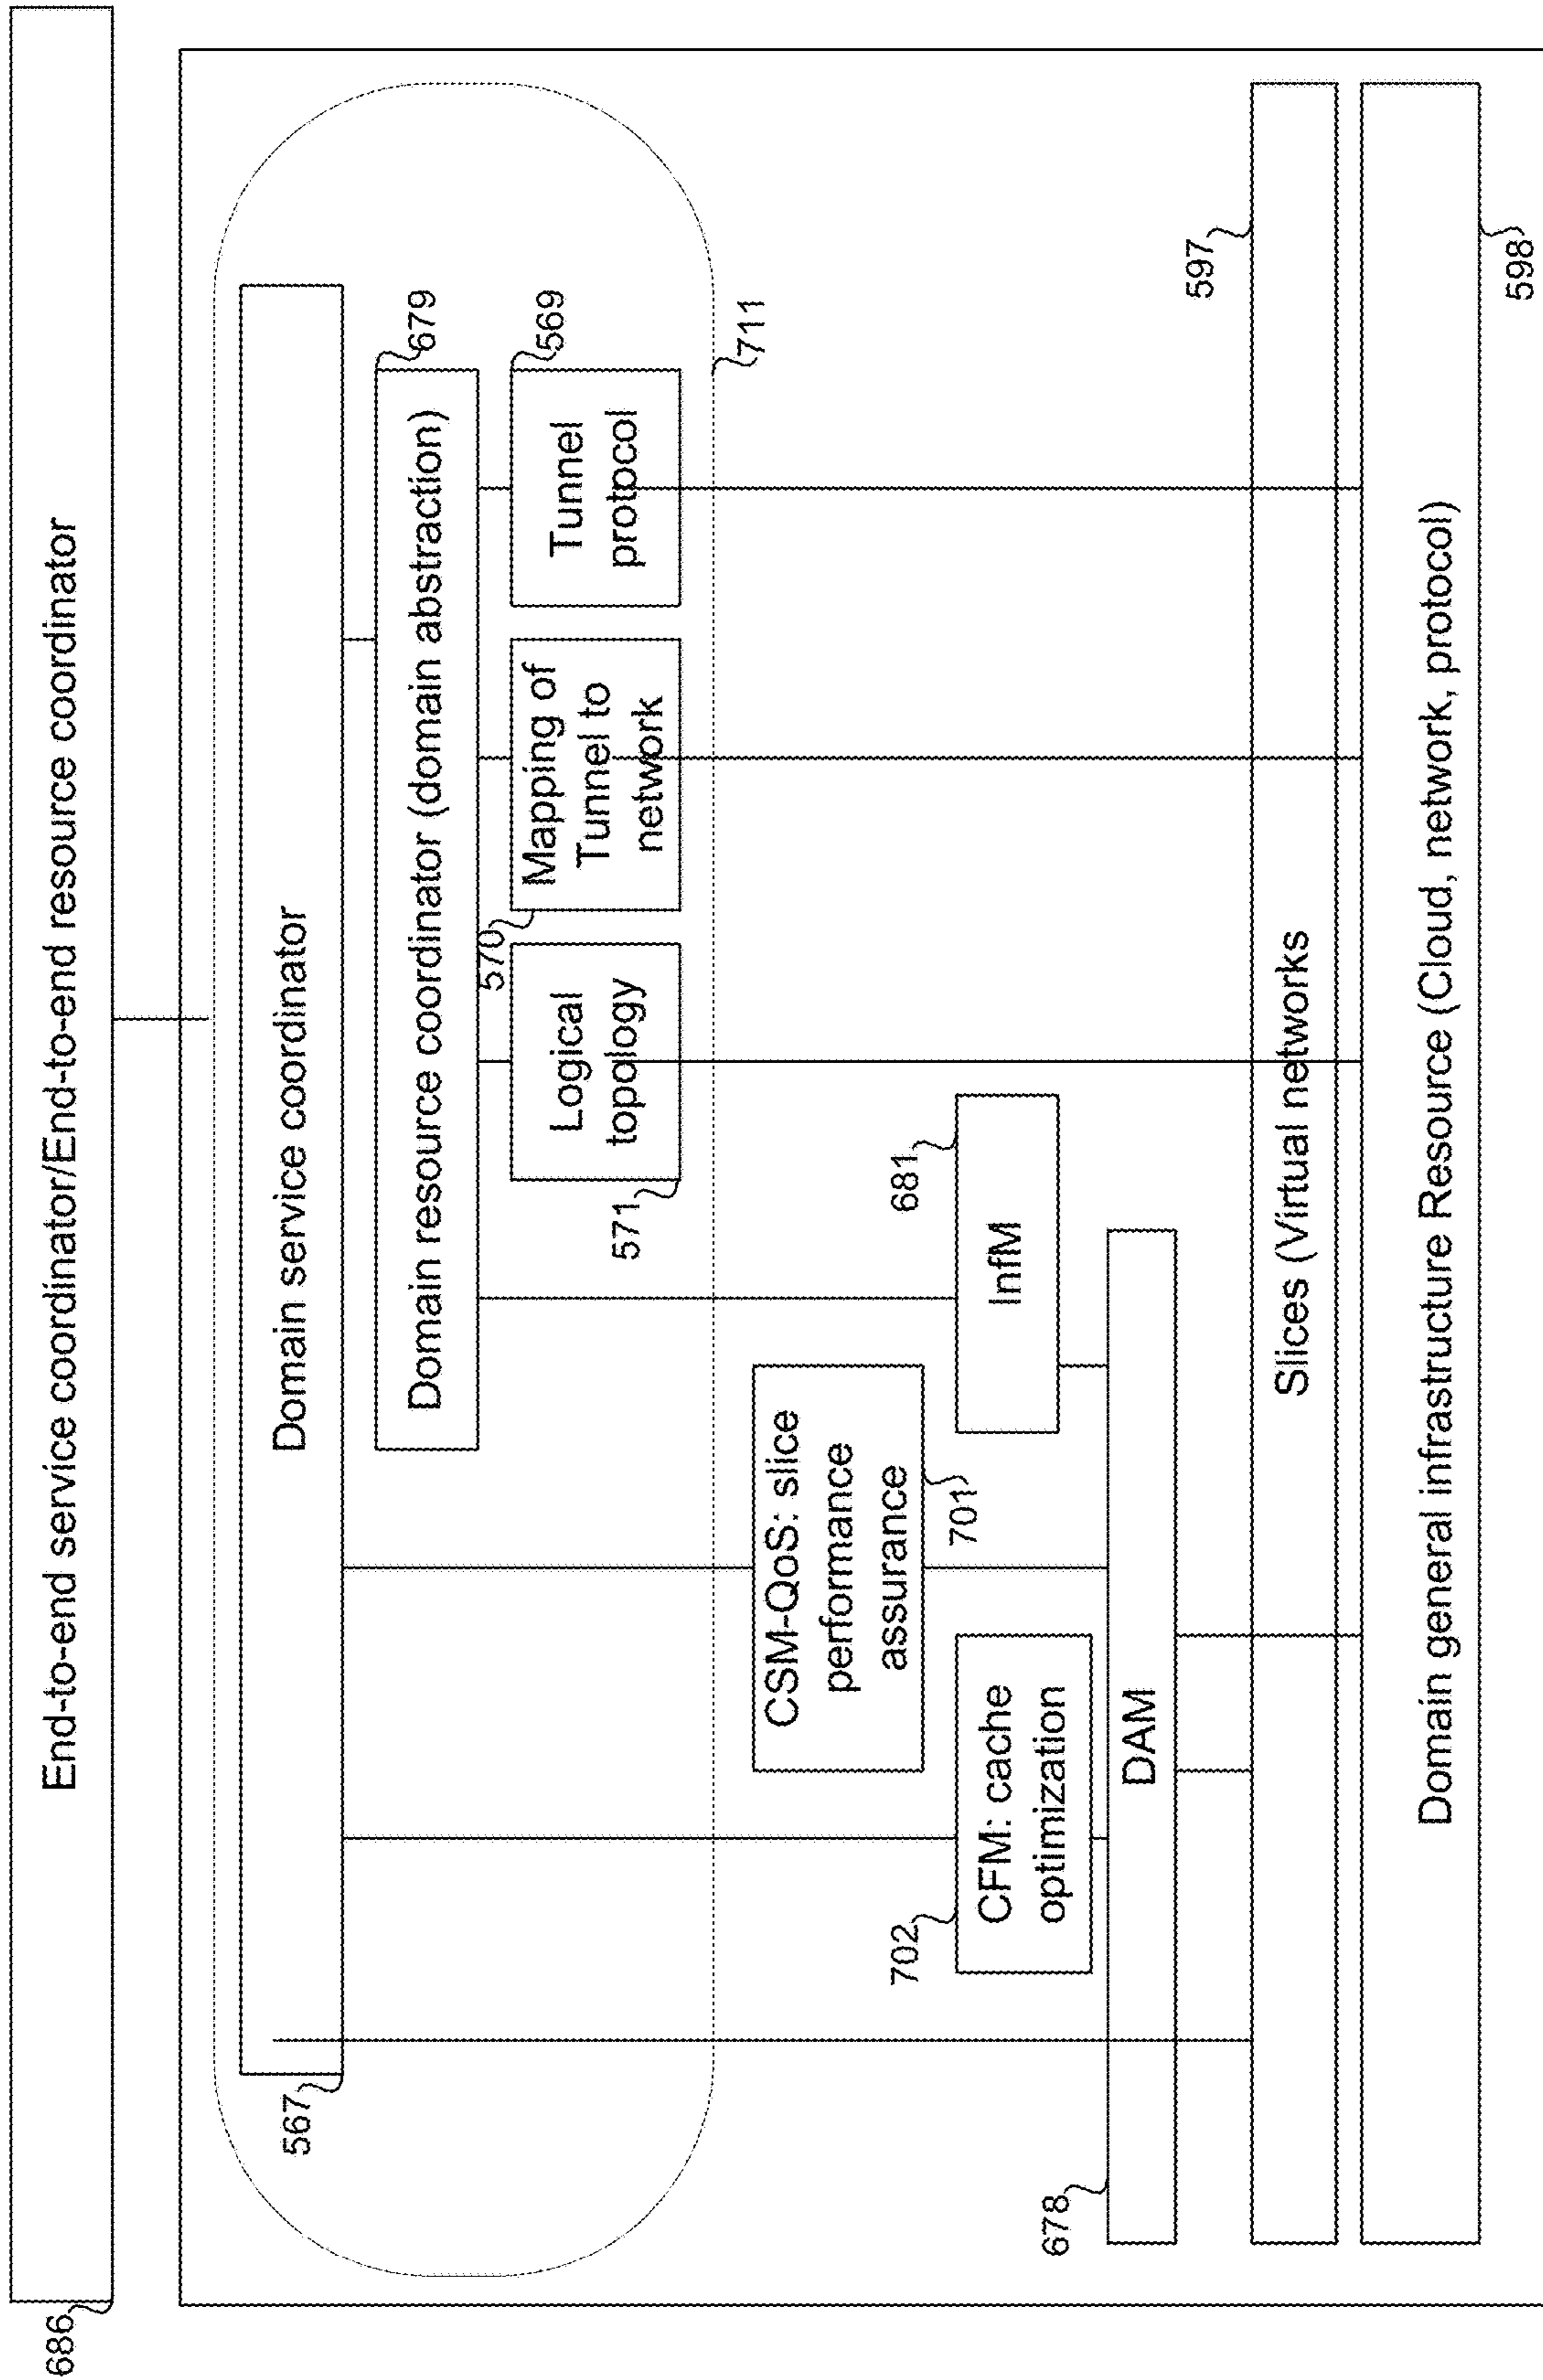 686
End-to-end service coordinator/End-to-end resource coordinator
567
Domain service coordinator
Domain resource coordinator (domain abstraction)
679
571
Logical
topology
570
Mapping of
Tunnel to
network
Tunnel
protocol
569
711
CSM-QoS: slice
performance
assurance
701
702
CFM: cache
optimization
InfM
681
678
DAM
Slices (Virtual networks
597
Domain general infrastructure Resource (Cloud, network, protocol)
598